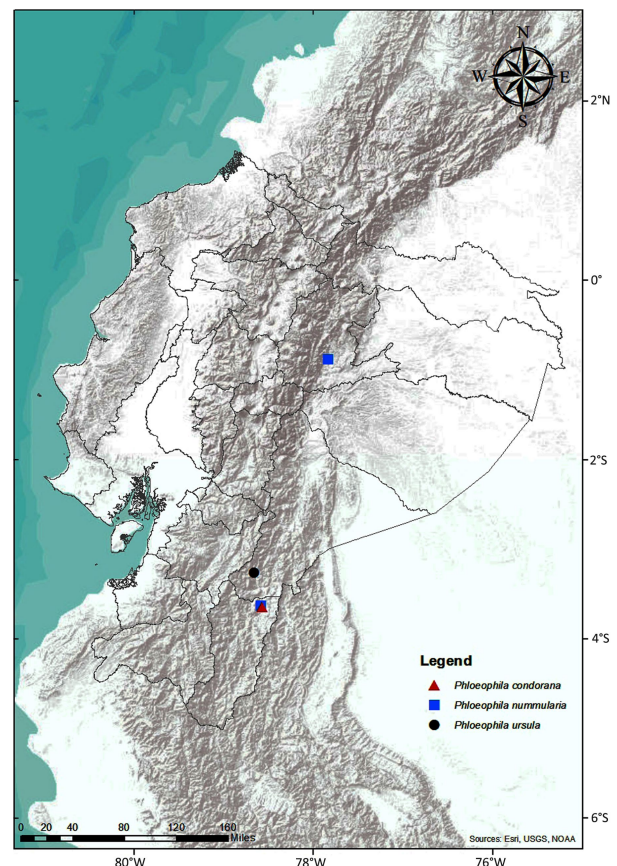 N
W E
S
2°N
0°
2°S
4°S
Legend
Phloeophila condorana
Phloeophila nummularia
Phloeophila ursula
6°S
0 20 40 80 120 160
Miles
Sources: Esri, USGS, NOAA
80°W 78°W 76°W